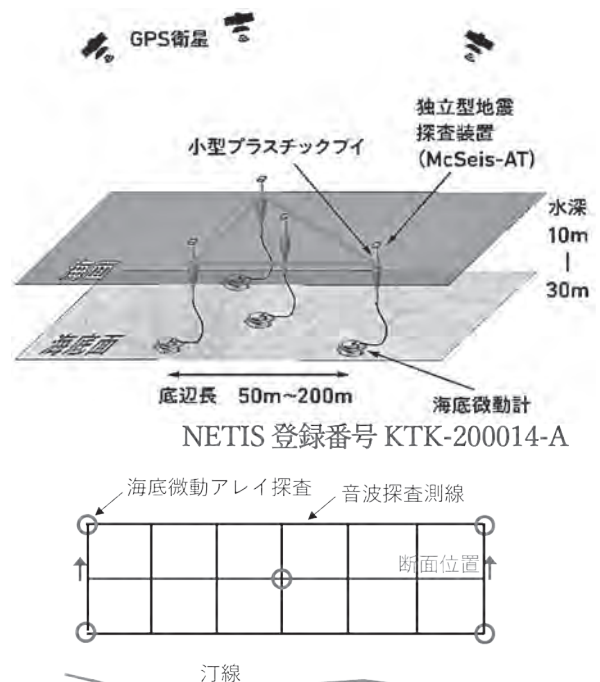 GPS衛星
独立型地震
探査装置
(McSeis-AT)
小型プラスチックブイ
水深
10m
|
30m
海面
海底面
底辺長 50m~200m
海底微動計
NETIS 登録番号 KTK-200014-A
海底微動アレイ探査
音波探査測線
断面位置
汀線